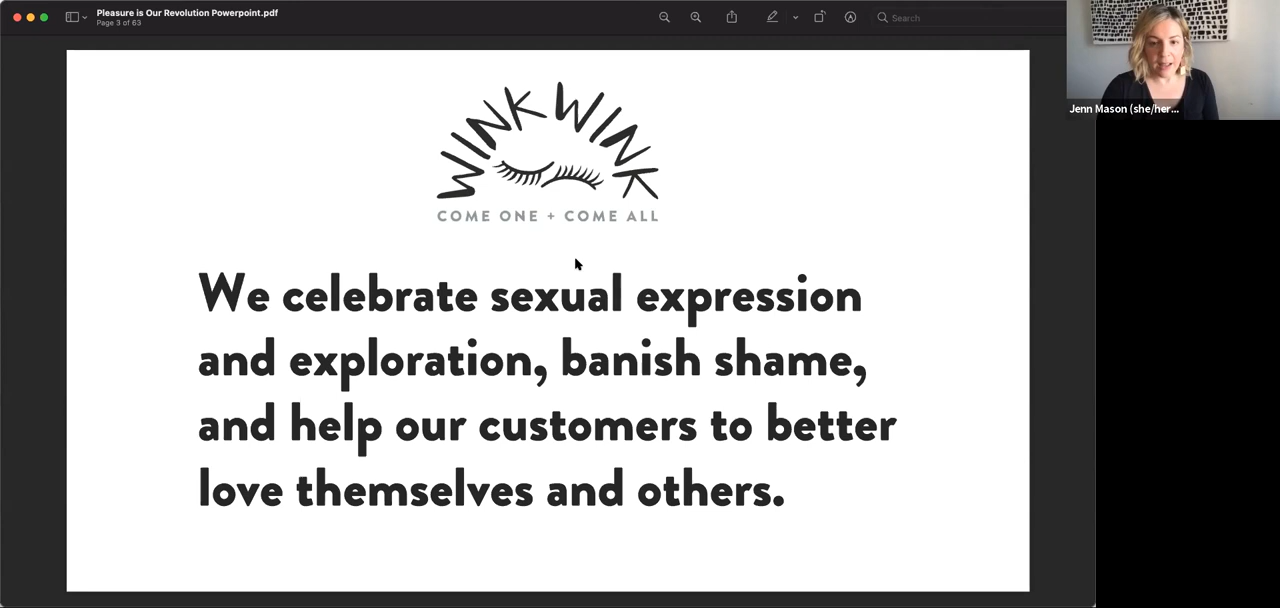 Pleasure is Our Revolution Powerpoint.pdf
Page 3 of 63
Search
Jenn Mason (she/her...
WINK WINK
COME ONE + COME ALL
We celebrate sexual expression
and exploration, banish shame,
and help our customers to better
love themselves and others.